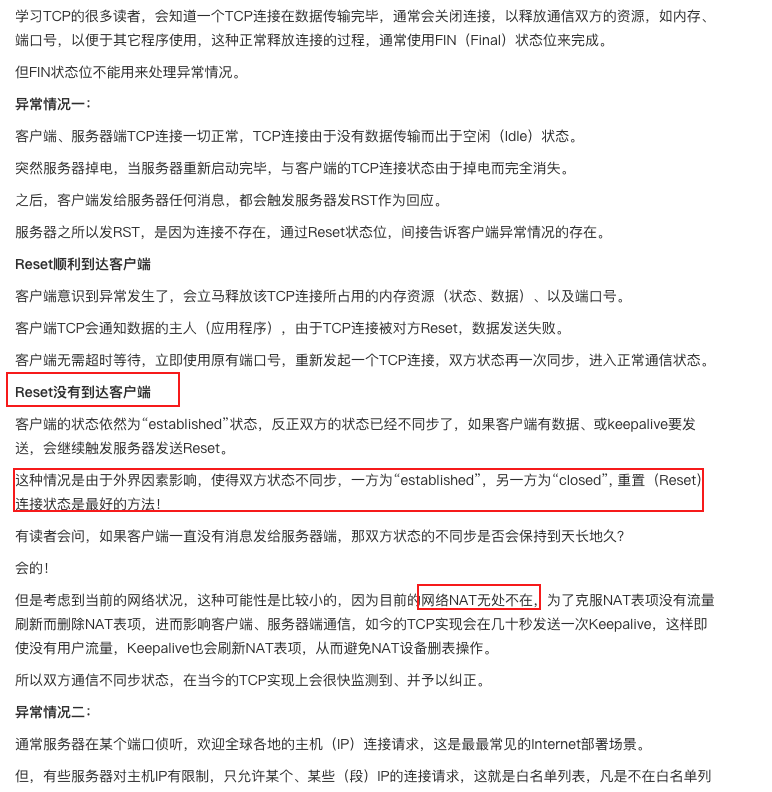 学习TCP的很多读者，会知道一个TCP连接在数据传输完毕，通常会关闭连接，以释放通信双方的资源，如内存、
端口号，以便于其它程序使用，这种正常释放连接的过程，通常使用FIN（Final）状态位来完成。
但FIN状态位不能用来处理异常情况。
异常情况一：
客户端、服务器端TCP连接一切正常，TCP连接由于没有数据传输而出于空闲（Idle）状态。
突然服务器掉电，当服务器重新启动完毕，与客户端的TCP连接状态由于掉电而完全消失。
之后，客户端发给服务器任何消息，都会触发服务器发RST作为回应。
服务器之所以发RST，是因为连接不存在，通过Reset状态位，间接告诉客户端异常情况的存在。
Reset顺利到达客户端
客户端意识到异常发生了，会立马释放该TCP连接所占用的内存资源（状态、数据）、以及端口号。
客户端TCP会通知数据的主人（应用程序），由于TCP连接被对方Reset，数据发送失败。
客户端无需超时等待，立即使用原有端口号，重新发起一个TCP连接，双方状态再一次同步，进入正常通信状态。
Reset没有到达客户端
客户端的状态依然为“established”状态，反正双方的状态已经不同步了，如果客户端有数据、或keepalive要发
送，会继续触发服务器发送Reset。
这种情况是由于外界因素影响，使得双方状态不同步，一方为“established”，另一方为“closed”, 重置（Reset)
连接状态是最好的方法！
有读者会问，如果客户端一直没有消息发给服务器端，那双方状态的不同步是否会保持到天长地久？
会的！
但是考虑到当前的网络状况，这种可能性是比较小的，因为目前的网络NAT无处不在，为了克服NAT表项没有流量
刷新而删除NAT表项，进而影响客户端、服务器端通信，如今的TCP实现会在几十秒发送一次Keepalive，这样即
使没有用户流量，Keepalive也会刷新NAT表项，从而避免NAT设备删表操作。
所以双方通信不同步状态，在当今的TCP实现上会很快监测到、并予以纠正。
异常情况二：
通常服务器在某个端口侦听，欢迎全球各地的主机（IP）连接请求，这是最最常见的Internet部署场景。
但，有些服务器对主机IP有限制，只允许某个、某些（段）IP的连接请求，这就是白名单列表，凡是不在白名单列